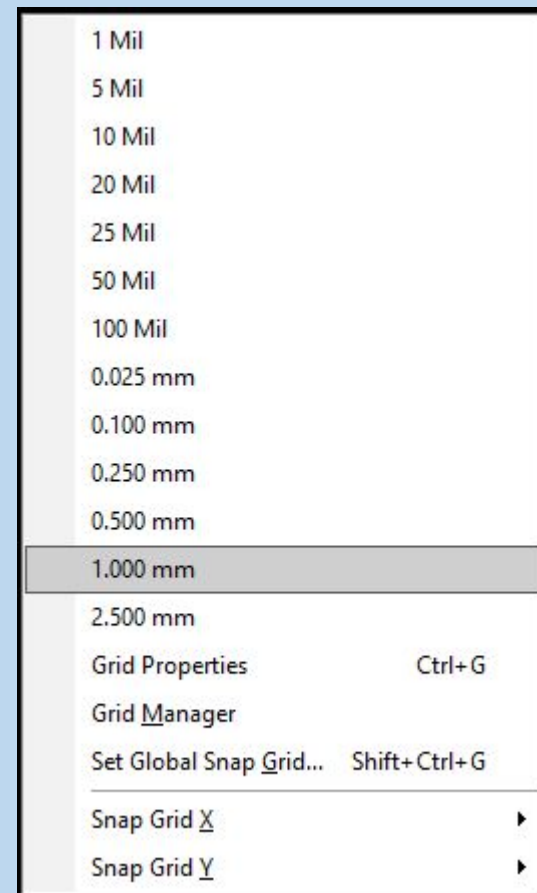 1 Mil
5 Mil
10 Mil
20 Mil
25 Mil
50 Mil
100 Mil
0.025 mm
0.100 mm
0.250 mm
0.500 mm
1.000 mm
2.500 mm
Grid Properties Ctrl+G
Grid Manager
Set Global Snap Grid... Shift+Ctrl+G
Snap Grid X
Snap Grid Y